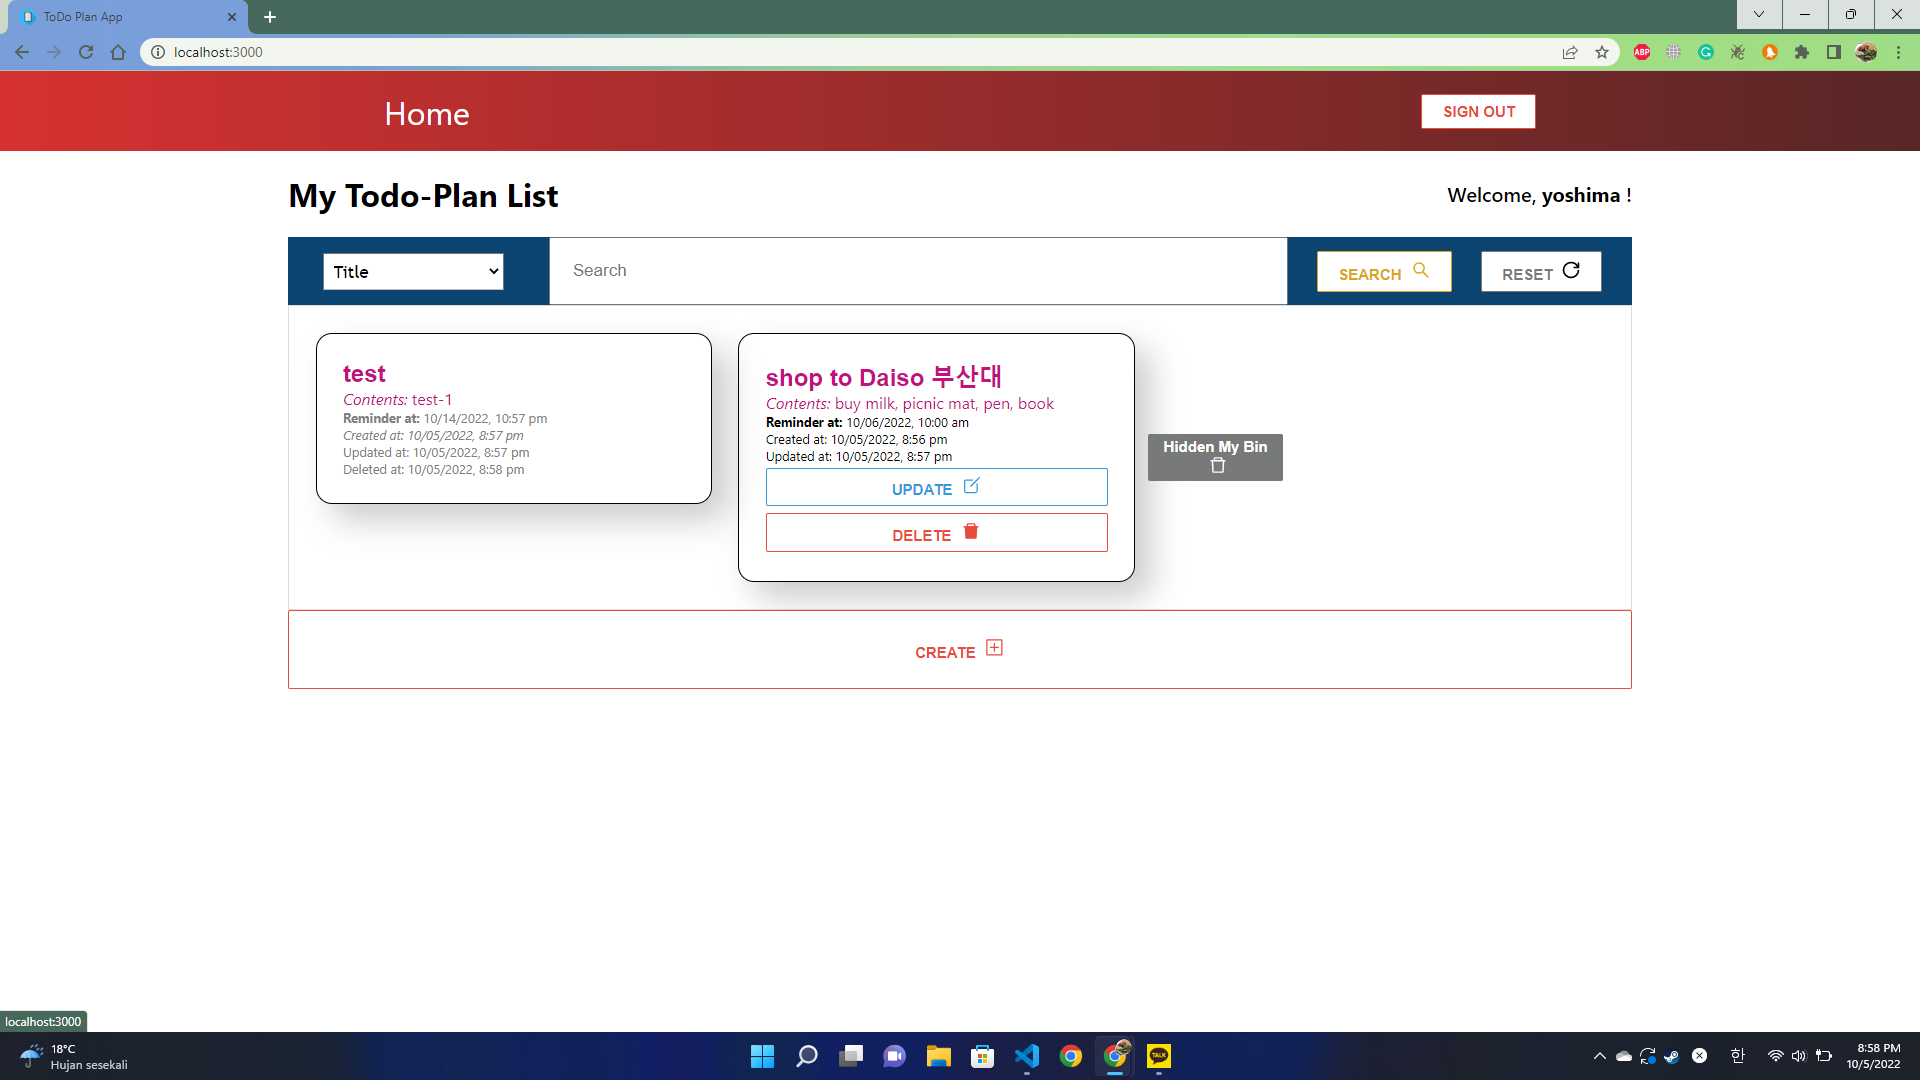 ToDo Plan App
localhost:3000
ABP
Home
SIGN OUT
My Todo-Plan List
Welcome, yoshima !
Title
Search
SEARCH
RESET
test
Contents: test-1
Reminder at: 10/14/2022, 10:57 pm
Created at: 10/05/2022, 8:57 pm
Updated at: 10/05/2022, 8:57 pm
Deleted at: 10/05/2022, 8:58 pm
shop to Daiso 부산대
Contents: buy milk, picnic mat, pen, book
Reminder at: 10/06/2022, 10:00 am
Created at: 10/05/2022, 8:56 pm
Updated at: 10/05/2022, 8:57 pm
UPDATE
DELETE
Hidden My Bin
CREATE
localhost:3000
18°C
Hujan sesekali
TALK
한
8:58 PM
10/5/2022